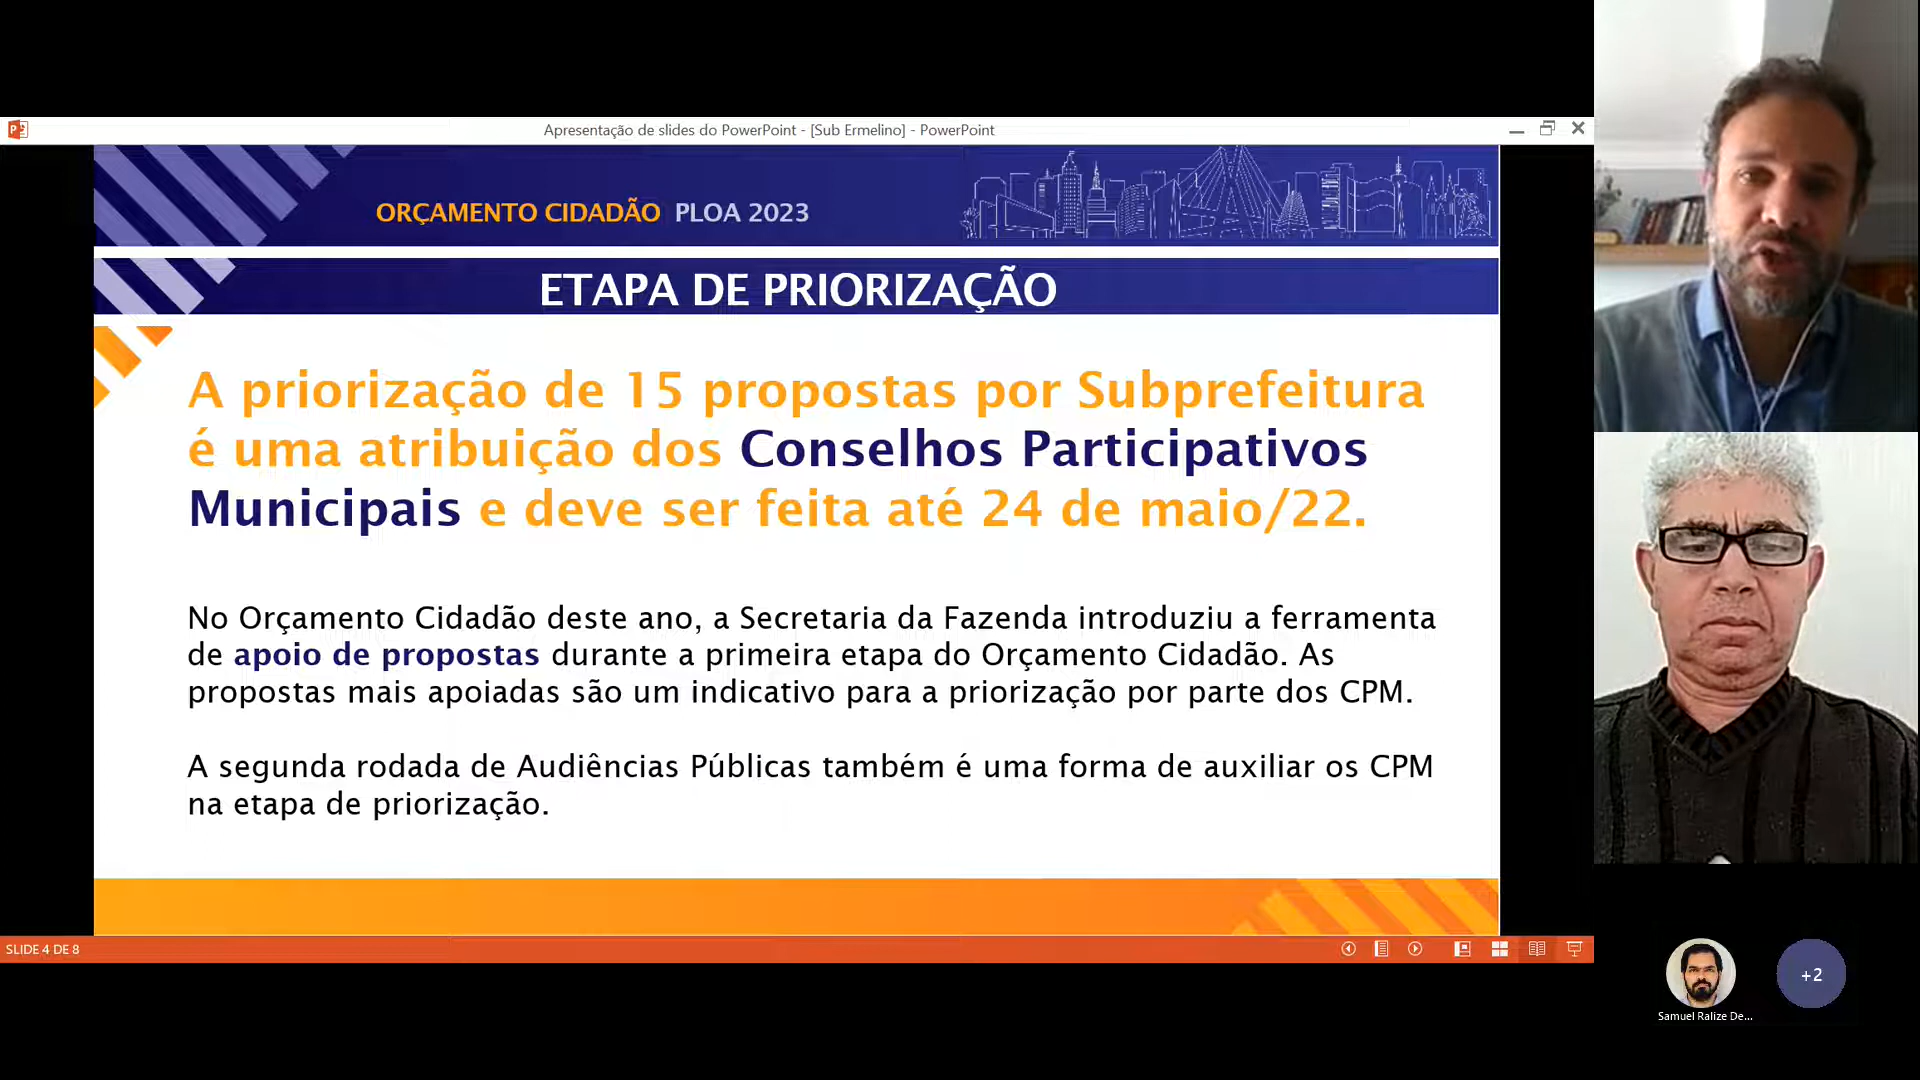 Apresentação de slides do PowerPoint - [Sub Ermelino] - PowerPoint
ORÇAMENTO CIDADÃO PLOA 2023
ETAPA DE PRIORIZAÇÃO
A priorização de 15 propostas por Subprefeitura
é uma atribuição dos Conselhos Participativos
Municipais e deve ser feita até 24 de maio/22.
No Orçamento Cidadão deste ano, a Secretaria da Fazenda introduziu a ferramenta
de apoio de propostas durante a primeira etapa do Orçamento Cidadão. As
propostas mais apoiadas são um indicativo para a priorização por parte dos CPM.
A segunda rodada de Audiências Públicas também é uma forma de auxiliar os CPM
na etapa de priorização.
SLIDE 4 DE 8
+2
Samuel Ralize De...